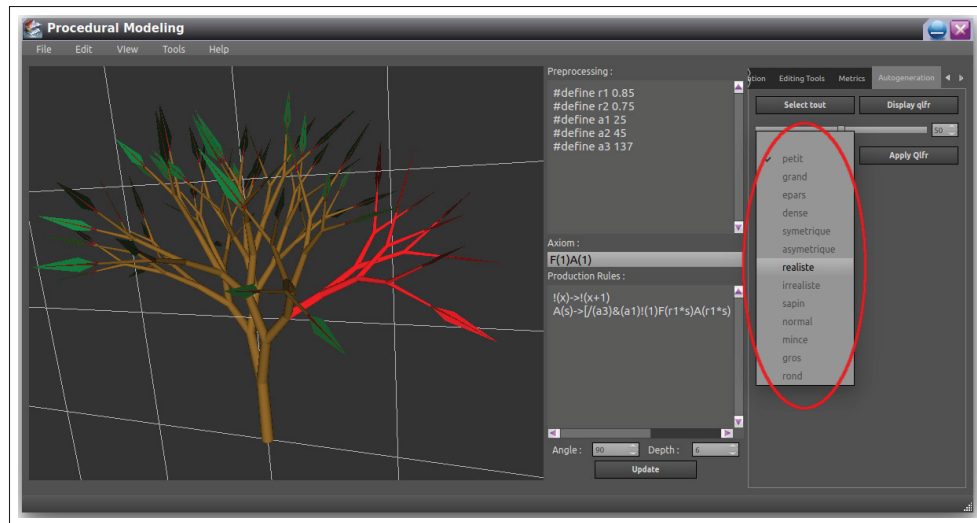 Procedural Modeling
File Edit View Tools Help
Preprocessing :
#define r1 0.85
#define r2 0.75
#define a1 25
#define a2 45
#define a3 137
Axiom :
F(1)A(1)
Production Rules :
!(x)->!(x+1)
A(s)->[/(a3)&(a1)!(1)F(r1*s)A(r1*s)
Angle : 90 Depth : 6
Update
Editing Tools Metrics Autogeneration
Select tout Display qlfr
50
Apply Qlfr
petit
grand
epars
dense
symetrique
asymetrique
realiste
irrealiste
sapin
normal
mince
gros
rond